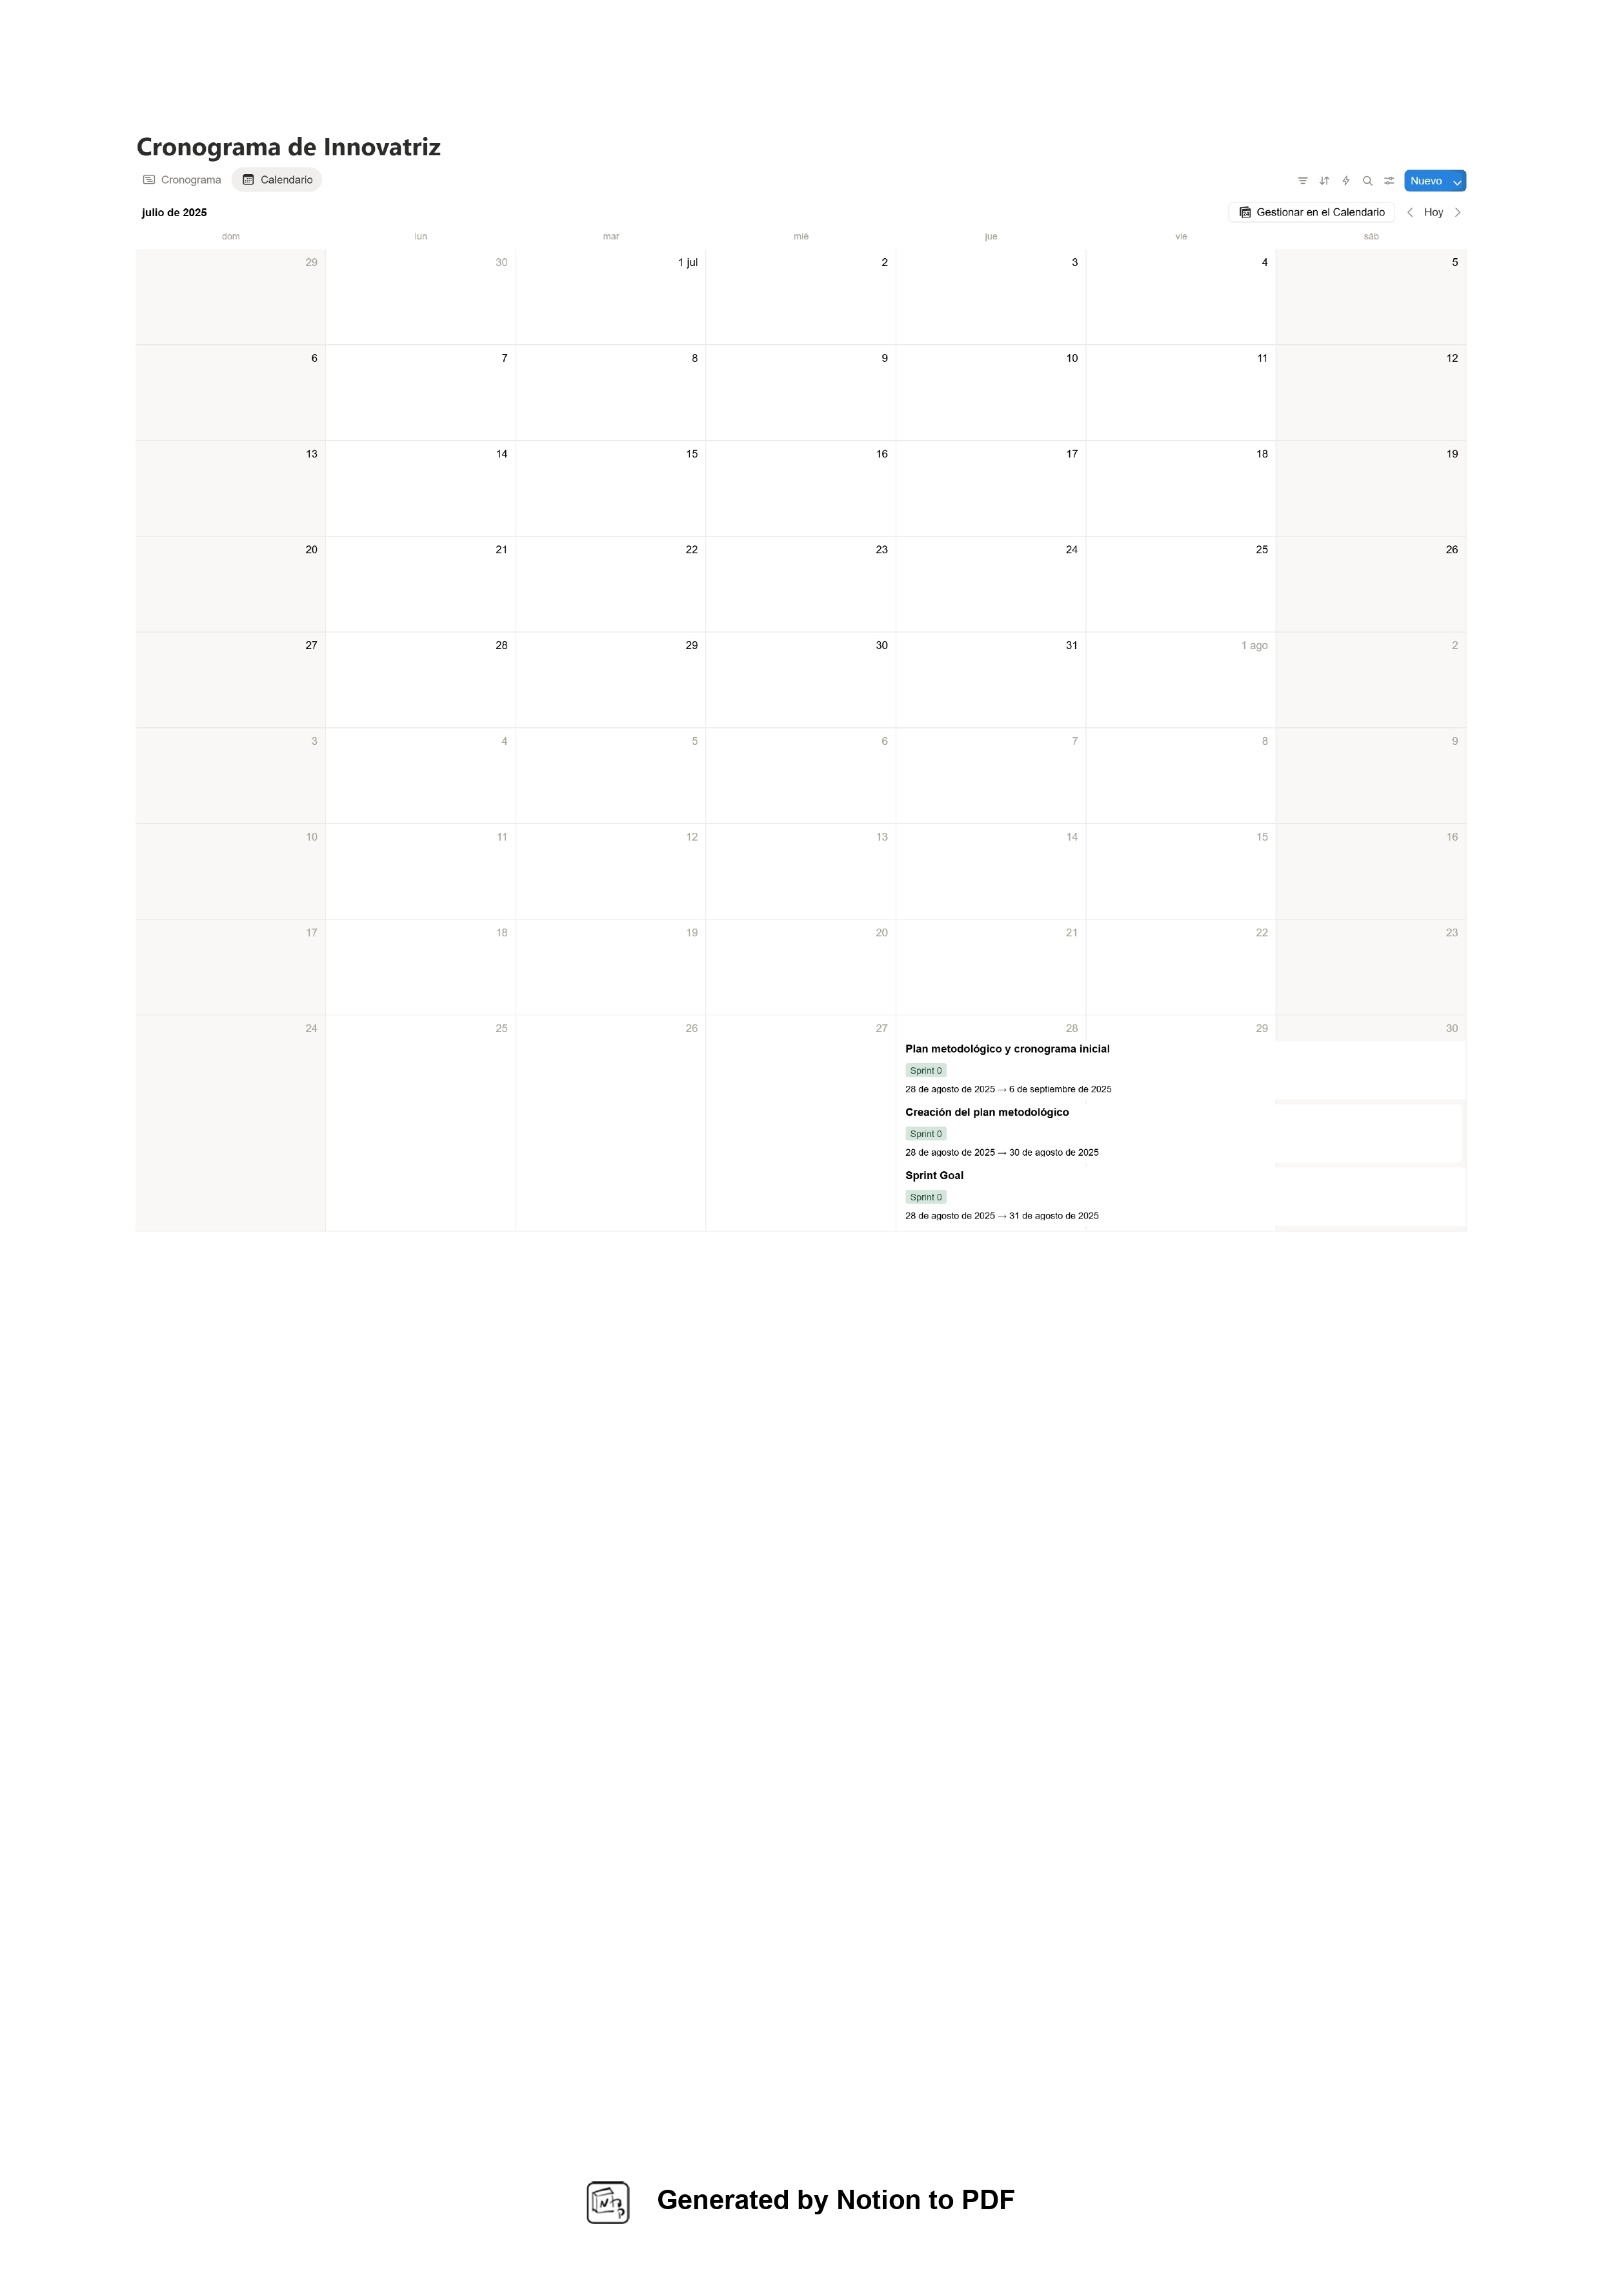 Cronograma de Innovatriz
Cronograma Calendario
Nuevo
julio de 2025
Gestionar en el Calendario Hoy
dom lun mar mié jue vie sáb
29 30 1 jul 2 3 4 5
6 7 8 9 10 11 12
13 14 15 16 17 18 19
20 21 22 23 24 25 26
27 28 29 30 31 1 ago 2
3 4 5 6 7 8 9
10 11 12 13 14 15 16
17 18 19 20 21 22 23
24 25 26 27 28 29 30
Plan metodológico y cronograma inicial
Sprint 0
28 de agosto de 2025 → 6 de septiembre de 2025
Creación del plan metodológico
Sprint 0
28 de agosto de 2025 → 30 de agosto de 2025
Sprint Goal
Sprint 0
28 de agosto de 2025 → 31 de agosto de 2025
Generated by Notion to PDF